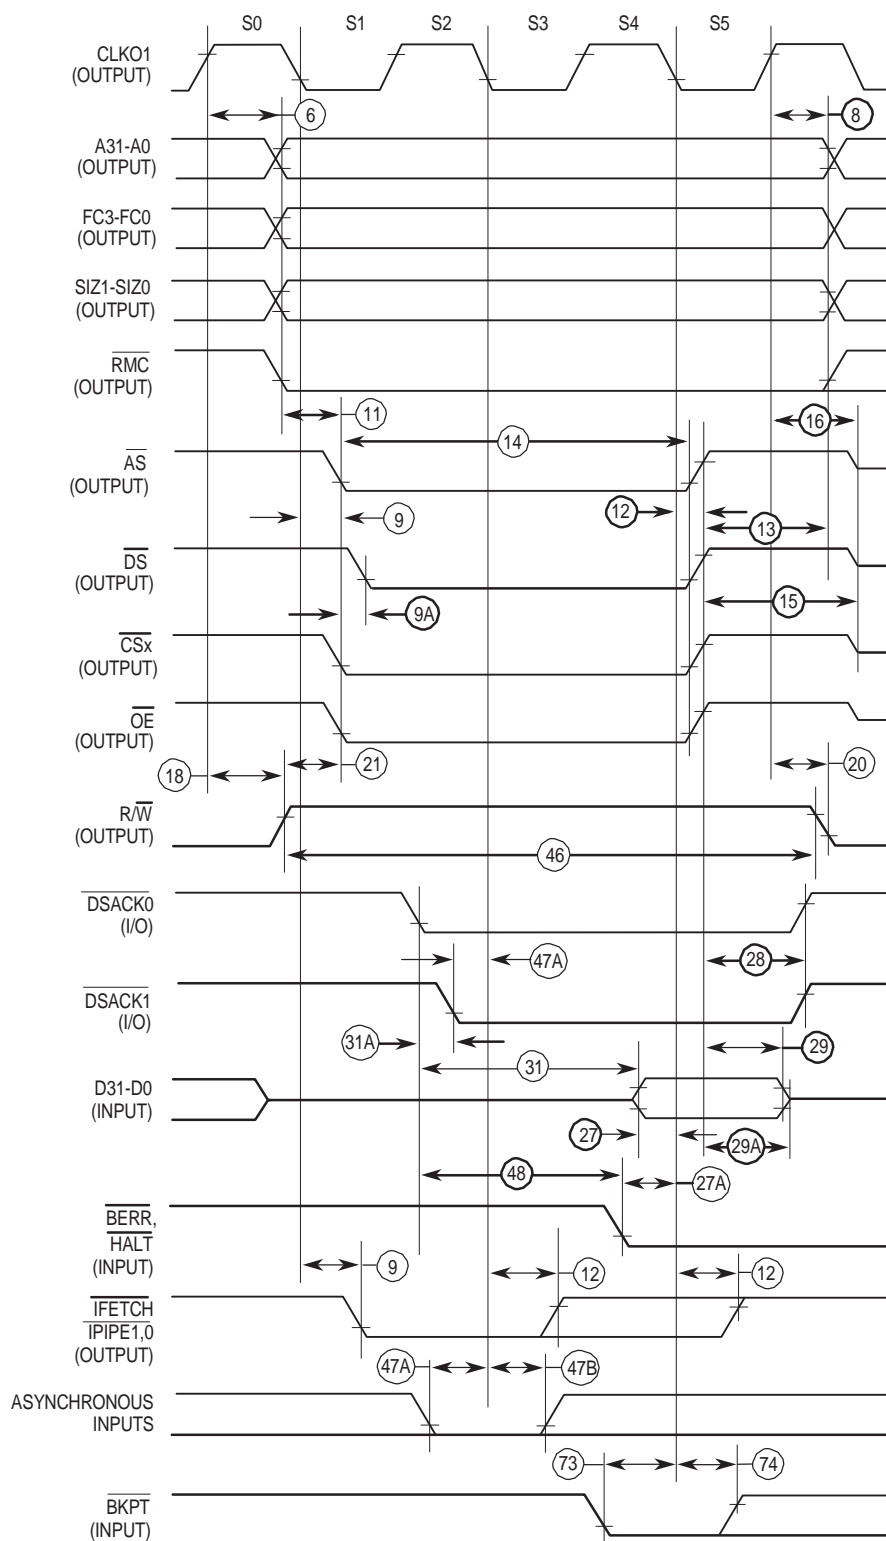 S0 S1 S2 S3 S4 S5
CLKO1
(OUTPUT)
6 8
A31-A0
(OUTPUT)
FC3-FC0
(OUTPUT)
SIZ1-SIZ0
(OUTPUT)
RMC
(OUTPUT)
11 16
14
AS
(OUTPUT)
9 12 13
DS
(OUTPUT)
9A 15
CSx
(OUTPUT)
OE
(OUTPUT)
18 21 20
R/W
(OUTPUT)
46
DSACK0
(I/O)
47A 28
DSACK1
(I/O)
31A 31 29
D31-D0
(INPUT)
27 29A
48 27A
BERR,
HALT
(INPUT)
9 12 12
IFETCH
IPIPE1,0
(OUTPUT)
47A 47B
ASYNCHRONOUS
INPUTS
73 74
BKPT
(INPUT)